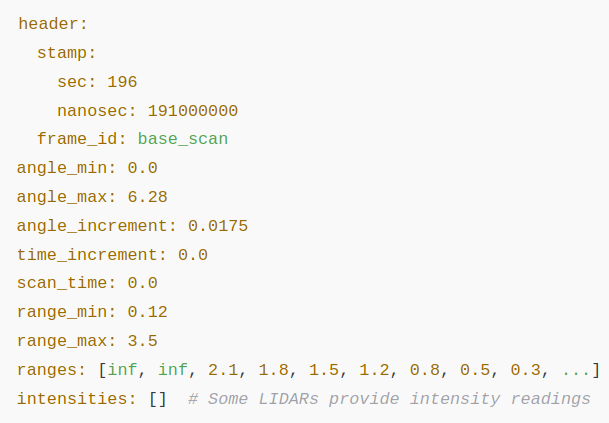 header:
  stamp:
    sec: 196
    nanosec: 191000000
  frame_id: base_scan
angle_min: 0.0
angle_max: 6.28
angle_increment: 0.0175
time_increment: 0.0
scan_time: 0.0
range_min: 0.12
range_max: 3.5
ranges: [inf, inf, 2.1, 1.8, 1.5, 1.2, 0.8, 0.5, 0.3, ...]
intensities: []  # Some LIDARs provide intensity readings